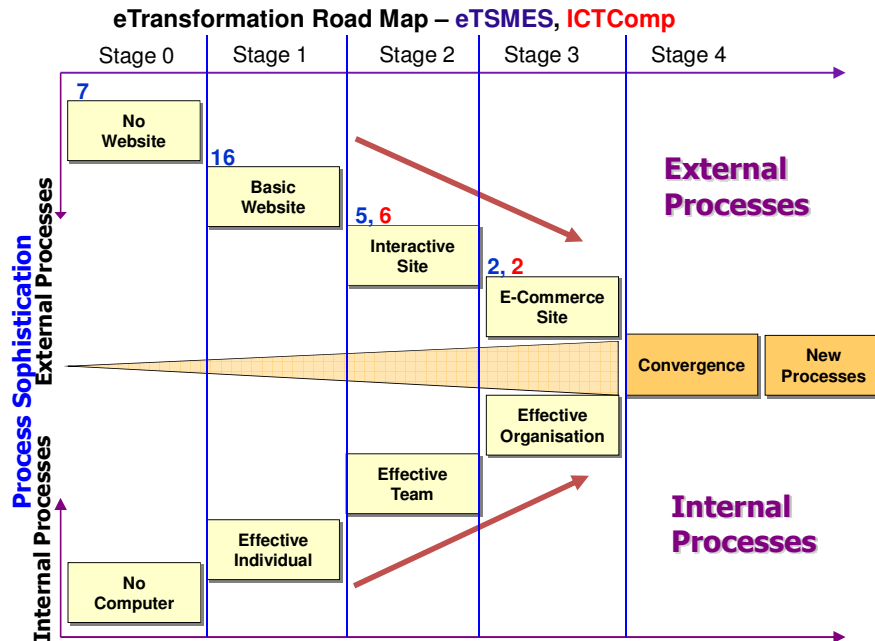 eTransformation Road Map – eTSMES, ICTComp
Stage 0
Stage 1
Stage 2
Stage 3
Stage 4
7
No
Website
16
Basic
Website
5, 6
Interactive
Site
2, 2
E-Commerce
Site
External
Processes
Process Sophistication
External Processes
Internal Processes
Convergence
New
Processes
Effective
Organisation
Effective
Team
Effective
Individual
No
Computer
Internal
Processes